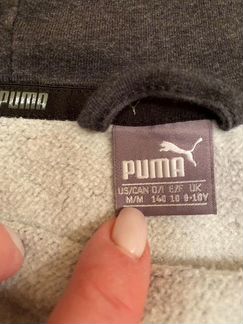 PUMA
PUMA
US/CAN D/I E/F UK
M/M 140 10 9-10Y